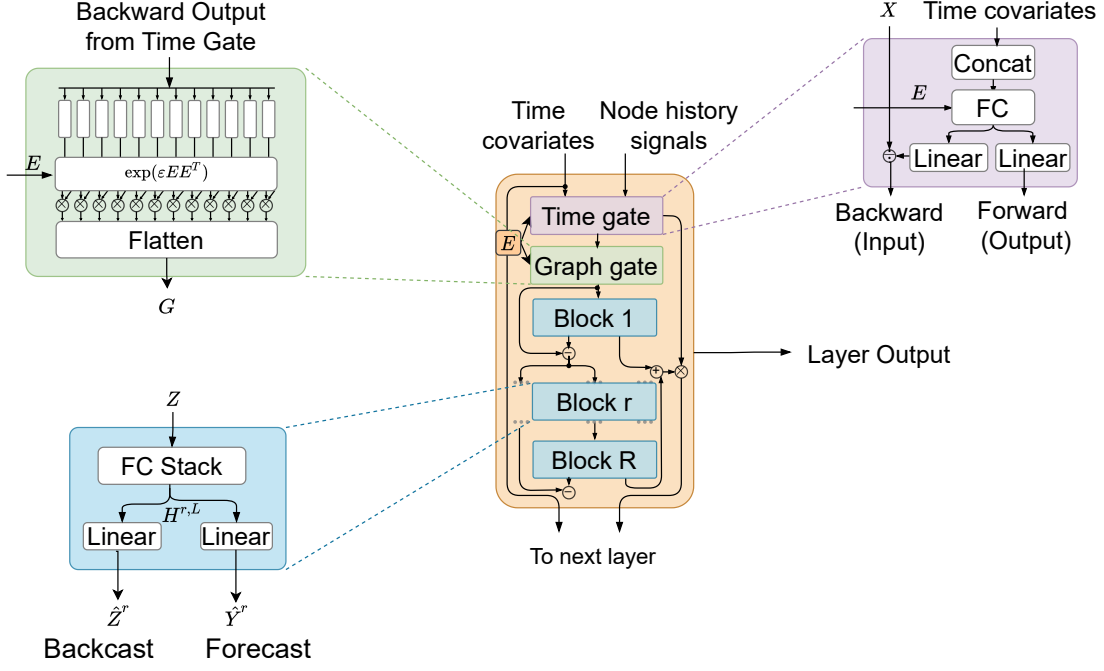 Backward Output
from Time Gate
E
exp(εEE^T)
Flatten
G
Z
FC Stack
H^{r,L}
Linear
Linear
Ẑ^r
Ŷ^r
Backcast
Forecast
Time
covariates
Node history
signals
Time gate
E
Graph gate
Block 1
−
+
×
Block r
Block R
−
To next layer
Layer Output
X
Time covariates
Concat
E
FC
Linear
Linear
÷
Backward
(Input)
Forward
(Output)